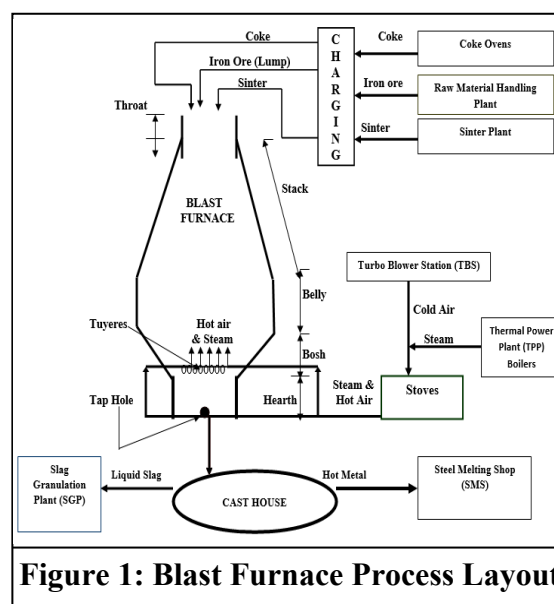 Coke
Iron Ore (Lump)
Sinter
Throat
C
H
A
R
G
I
N
G
Coke
Iron ore
Sinter
Coke Ovens
Raw Material Handling
Plant
Sinter Plant
BLAST
FURNACE
Stack
Belly
Bosh
Hearth
Tuyeres
Hot air
& Steam
Tap Hole
Turbo Blower Station (TBS)
Cold Air
Steam
Thermal Power
Plant (TPP)
Boilers
Steam &
Hot Air
Stoves
Slag
Granulation
Plant (SGP)
Liquid Slag
CAST HOUSE
Hot Metal
Steel Melting Shop
(SMS)
Figure 1: Blast Furnace Process Layout